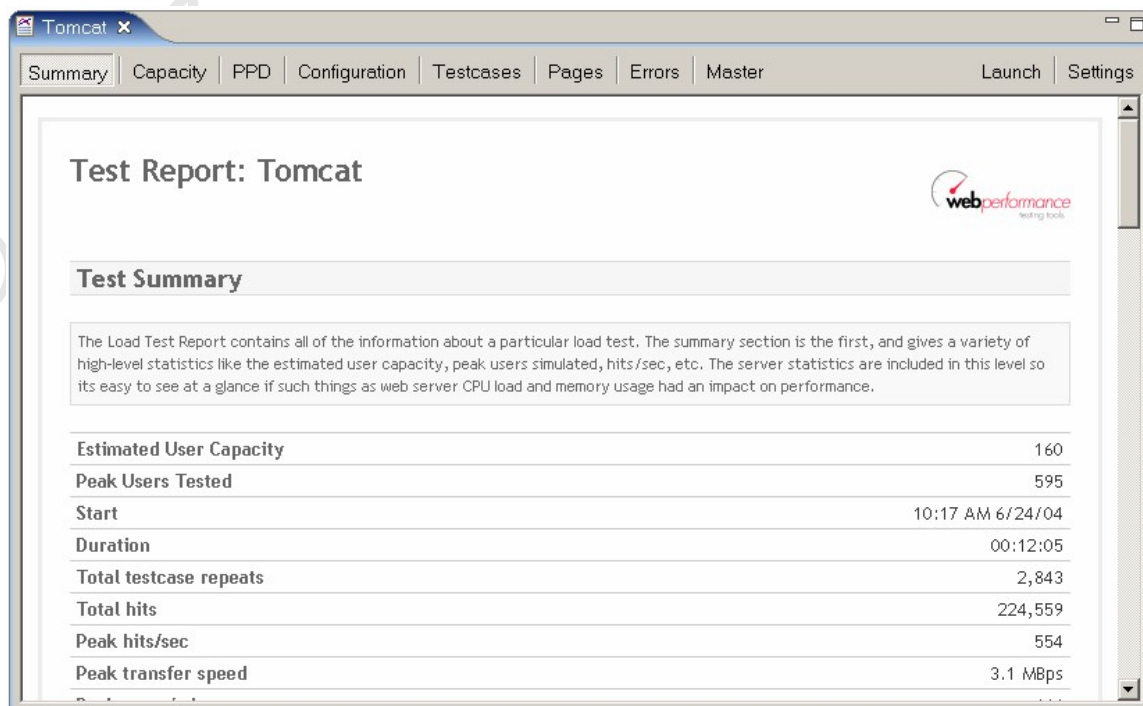 Tomcat
Summary Capacity PPD Configuration Testcases Pages Errors Master Launch Settings
Test Report: Tomcat
webperformance
testing tools
Test Summary
The Load Test Report contains all of the information about a particular load test. The summary section is the first, and gives a variety of
high-level statistics like the estimated user capacity, peak users simulated, hits/sec, etc. The server statistics are included in this level so
its easy to see at a glance if such things as web server CPU load and memory usage had an impact on performance.
Estimated User Capacity 160
Peak Users Tested 595
Start 10:17 AM 6/24/04
Duration 00:12:05
Total testcase repeats 2,843
Total hits 224,559
Peak hits/sec 554
Peak transfer speed 3.1 MBps